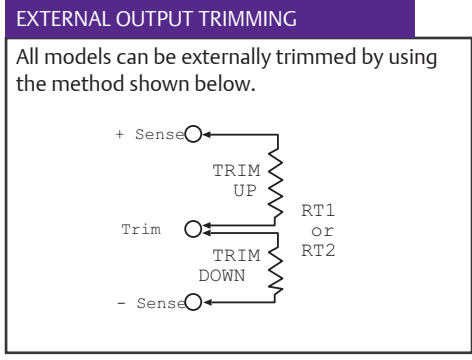 EXTERNAL OUTPUT TRIMMING
All models can be externally trimmed by using
the method shown below.
+ Sense
TRIM
UP
RT1
or
RT2
Trim
TRIM
DOWN
- Sense